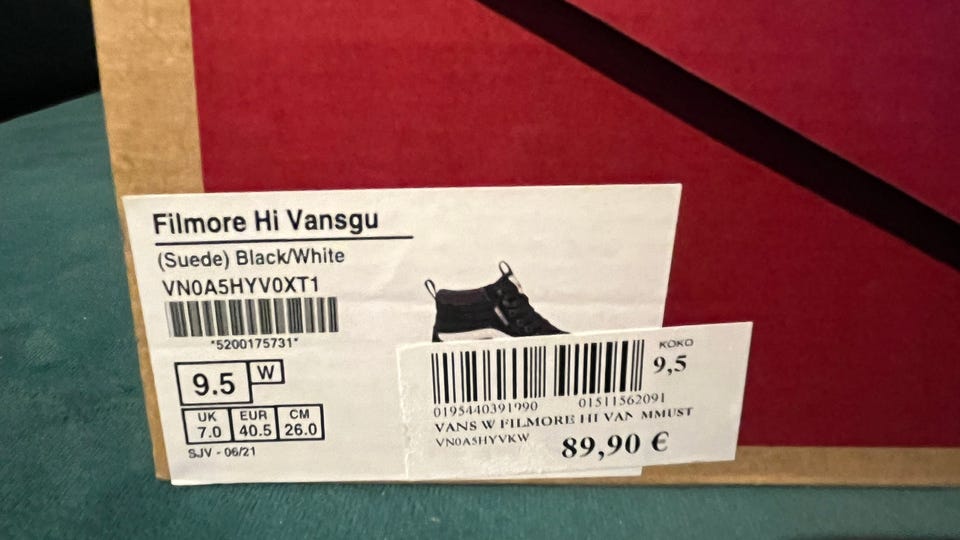 Filmore Hi Vansgu
(Suede) Black/White
VN0A5HYV0XT1
*5200175731*
9.5 W
UK EUR CM
7.0 40.5 26.0
SJV - 06/21
KOKO
9,5
0195440391990 01511562091
VANS W FILMORE HI VAN MMUST
VN0A5HYVKW
89,90 €